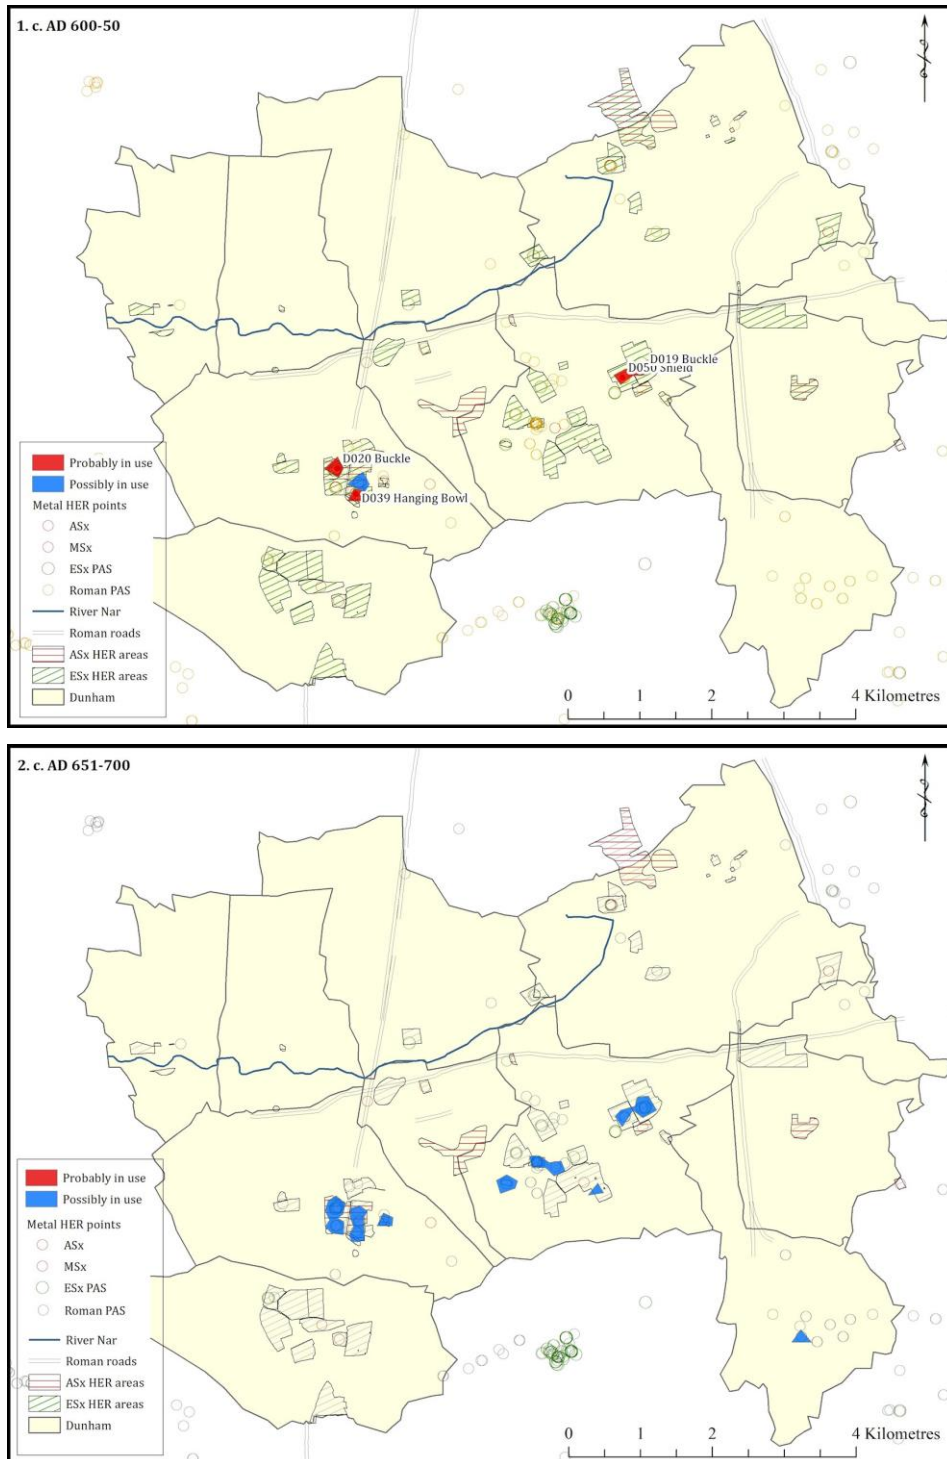 1. c. AD 600-50
D019 Buckle
D050 Shield
D020 Buckle
D039 Hanging Bowl
Probably in use
Possibly in use
Metal HER points
ASx
MSx
ESx PAS
Roman PAS
River Nar
Roman roads
ASx HER areas
ESx HER areas
Dunham
0 1 2 4 Kilometres
2. c. AD 651-700
Probably in use
Possibly in use
Metal HER points
ASx
MSx
ESx PAS
Roman PAS
River Nar
Roman roads
ASx HER areas
ESx HER areas
Dunham
0 1 2 4 Kilometres